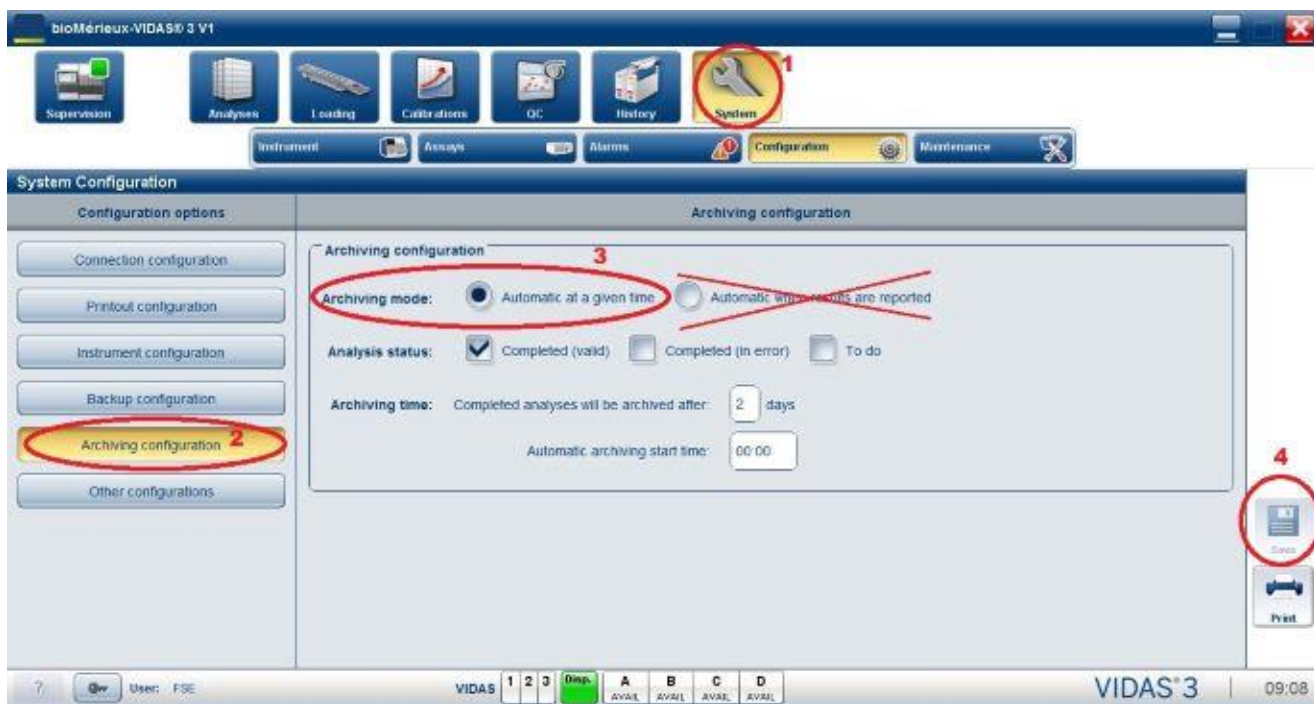 bioMérieux-VIDAS® 3 V1
1
Supervision Analyses Loading Calibrations QC History System
Instrument Assays Alarms Configuration Maintenance
System Configuration
Configuration options Archiving configuration
Archiving configuration
3
Connection configuration
Archiving mode: Automatic at a given time Automatic when results are reported
Printout configuration
Instrument configuration Analysis status: Completed (valid) Completed (in error) To do
Backup configuration Archiving time: Completed analyses will be archived after: 2 days
Archiving configuration 2
Automatic archiving start time: 00:00
4
Other configurations
Save
Print
? User: FSE VIDAS 1 2 3 Disp. A B C D
AVAIL AVAIL AVAIL AVAIL
VIDAS®3 09:08